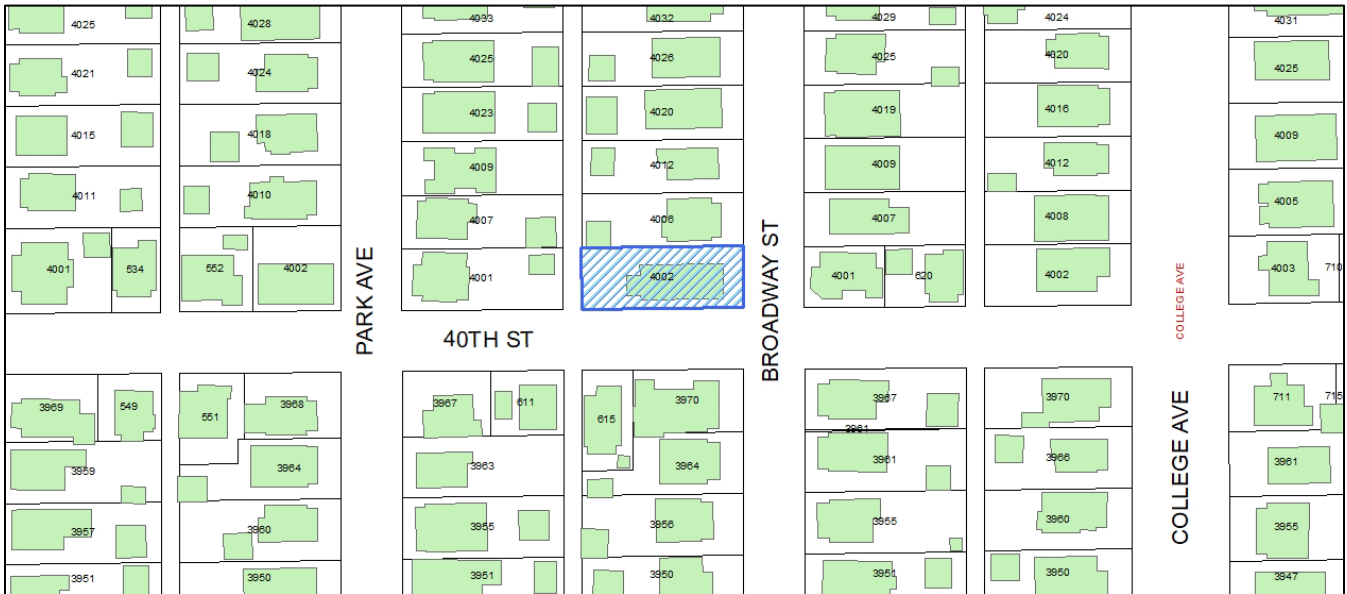 4025 4028 4033 4032 4029 4024 4031
4021 4024 4025 4026 4025 4020 4025
4015 4018 4023 4020 4019 4016 4009
4011 4010 4009 4012 4009 4012 4005
4007 4006 4007 4008
4001 534 552 4002 4001 4002 4001 620 4002 4003 710
PARK AVE
40TH ST
BROADWAY ST
COLLEGE AVE
COLLEGE AVE
3969 549 551 3968 3967 611 615 3970 3967 3970 711 715
3961
3959 3964 3963 3964 3961 3966 3961
3957 3960 3955 3956 3955 3960 3955
3951 3950 3951 3950 3951 3950 3947